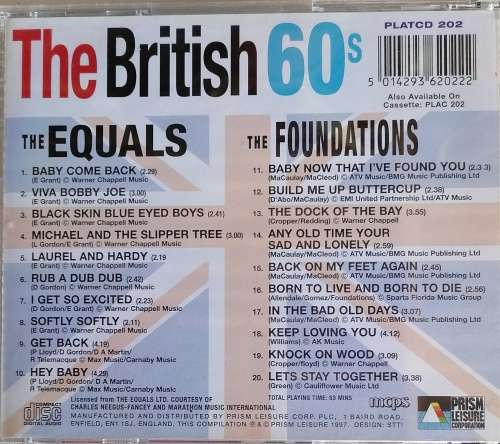 The British 60s
PLATCD 202
5 014293 620222
Also Available On
Cassette: PLAC 202
THE EQUALS
1. BABY COME BACK (2.29)
(E Grant) © Warner Chappell Music
2. VIVA BOBBY JOE (3.00)
(E Grant) © Warner Chappell Music
3. BLACK SKIN BLUE EYED BOYS (2.41)
(E Grant) © Warner Chappell Music
4. MICHAEL AND THE SLIPPER TREE (3.00)
(L Gordon/E Grant) © Warner Chappell Music
5. LAUREL AND HARDY (2.19
(E Grant) © Warner Chappell Music
6. RUB A DUB DUB (2.42)
(D Gordon) © Warner Chappell Music
7. I GET SO EXCITED (2.23)
(D Gordon/E Grant) © Warner Chappell Music
8. SOFTLY SOFTLY (2.11)
(D Gordon/E Grant) © Warner Chappell Music
9. GET BACK (4.19)
(P Lloyd/D Gordon/ D A Martin/
R Telemacque © Max Music/Carnaby Music
10. HEY BABY (4.29)
(P Lloyd/D Gordon/ D A Martin/
R Telemacque) © Max Music/Carnaby Music
THE FOUNDATIONS
11. BABY NOW THAT I'VE FOUND YOU (2.3 3)
(MaCaulay/MacCleod) © ATV Music/BMG Music Publishing Ltd
12. BUILD ME UP BUTTERCUP (2.38)
(D'Abo/MaCaulay) © EMI United Partnership Ltd/ATV Music
13. THE DOCK OF THE BAY (3.55)
(Cropper/Redding) © Warner Chappell
14. ANY OLD TIME YOUR
SAD AND LONELY (2.59)
(MaCaulay/MaCleod) © ATV Music/BMG Music Publishing Ltd
15. BACK ON MY FEET AGAIN (2.45)
(MaCaulay/MaCleod) © ATV Music/BMG Music Publishing Ltd
16. BORN TO LIVE AND BORN TO DIE (2.56)
(Allendale/Gomez/Foundations) © Sparta Florida Music Group
17. IN THE BAD OLD DAYS (3.07)
(MaCaulay/MaCleod) © ATV Music/BMG Music Publishing Ltd
18. KEEP LOVING YOU (4.12)
(Williams) © AK Music
19. KNOCK ON WOOD (3.09)
(Cropper/floyd) © Warner Chappell
20. LETS STAY TOGETHER (3.38)
(Green) © Cauliflower Music Ltd
TOTAL PLAYING TIME: 63 MINS
COMPACT
disc
DIGITAL AUDIO
Licensed from THE EQUALS LTD. COURTESY OF
CHARLES NEEGUS-FANCEY AND MARATHON MUSIC INTERNATIONAL
MANUFACTURED AND DISTRIBUTED BY PRISM LEISURE CORP. PLC, 1 BAIRD ROAD,
ENFIELD, EN1 1SJ, ENGLAND. THIS COMPILATION ℗ & © PRISM LEISURE 1997. DESIGN: STT!
mcps
PRISM
LEISURE
CORPORATION